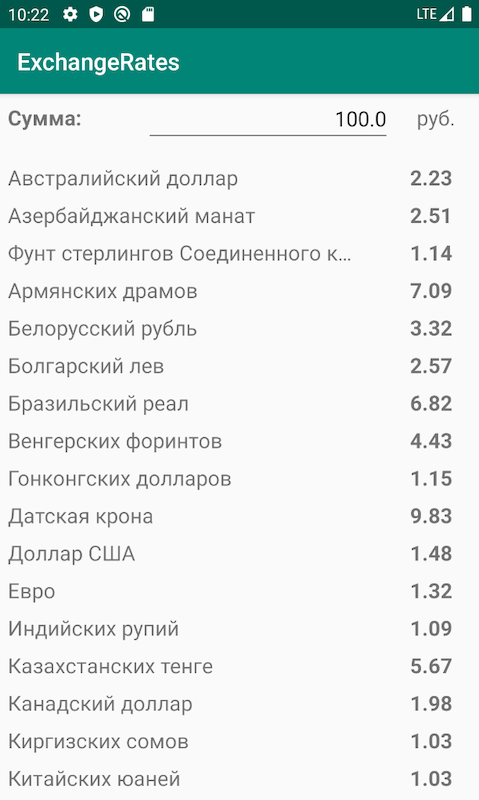 10:22 LTE
ExchangeRates
Сумма: 100.0 руб.
Австралийский доллар 2.23
Азербайджанский манат 2.51
Фунт стерлингов Соединенного к... 1.14
Армянских драмов 7.09
Белорусский рубль 3.32
Болгарский лев 2.57
Бразильский реал 6.82
Венгерских форинтов 4.43
Гонконгских долларов 1.15
Датская крона 9.83
Доллар США 1.48
Евро 1.32
Индийских рупий 1.09
Казахстанских тенге 5.67
Канадский доллар 1.98
Киргизских сомов 1.03
Китайских юаней 1.03